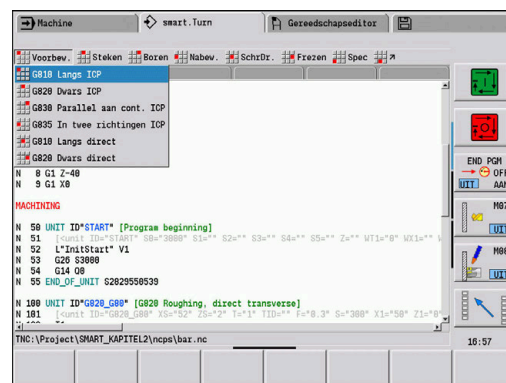 Machine
smart.Turn
Gereedschapseditor
Voorbew. Steken Boren Nabew. SchrDr. Frezen Spec
G810 Langs ICP
G820 Dwars ICP
G830 Parallel aan cont. ICP
G835 In twee richtingen ICP
G810 Langs direct
G820 Dwars direct
N 8 G1 Z-40
N 9 G1 X0
MACHINING
N 50 UNIT ID"START" [Program beginning]
N 51 [<unit ID="START" S0="3000" S1="" S2="" S3="" S4="" S5="" Z="" WT1="0" WX1=""
N 52 L"InitStart" V1
N 53 G26 S3000
N 54 G14 Q0
N 55 END_OF_UNIT S2029550539
N 100 UNIT ID"G820_G80" [G820 Roughing, direct transverse]
N 101 [<unit ID="G820_G80" XS="52" ZS="2" T="1" TID="" F="0.3" S="300" X1="50" Z1="0"
TNC:\Project\SMART_KAPITEL2\ncps\bar.nc
END PGM
OFF
UIT AAN
M07
UIT
M08
UIT
16:57